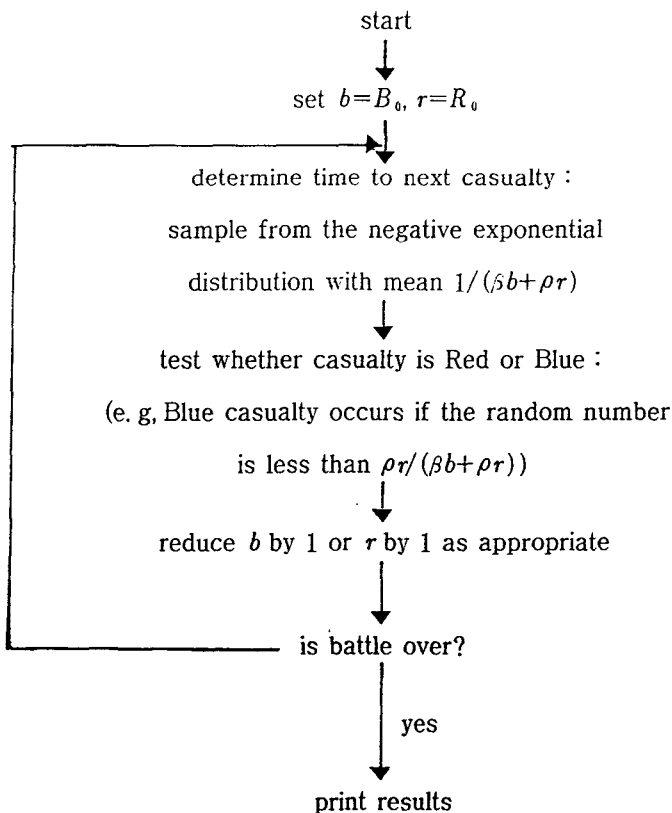 start
set b=B₀, r=R₀
determine time to next casualty :
sample from the negative exponential
distribution with mean 1/(βb+ρr)
test whether casualty is Red or Blue :
(e. g, Blue casualty occurs if the random number
is less than ρr/(βb+ρr))
reduce b by 1 or r by 1 as appropriate
is battle over?
yes
print results